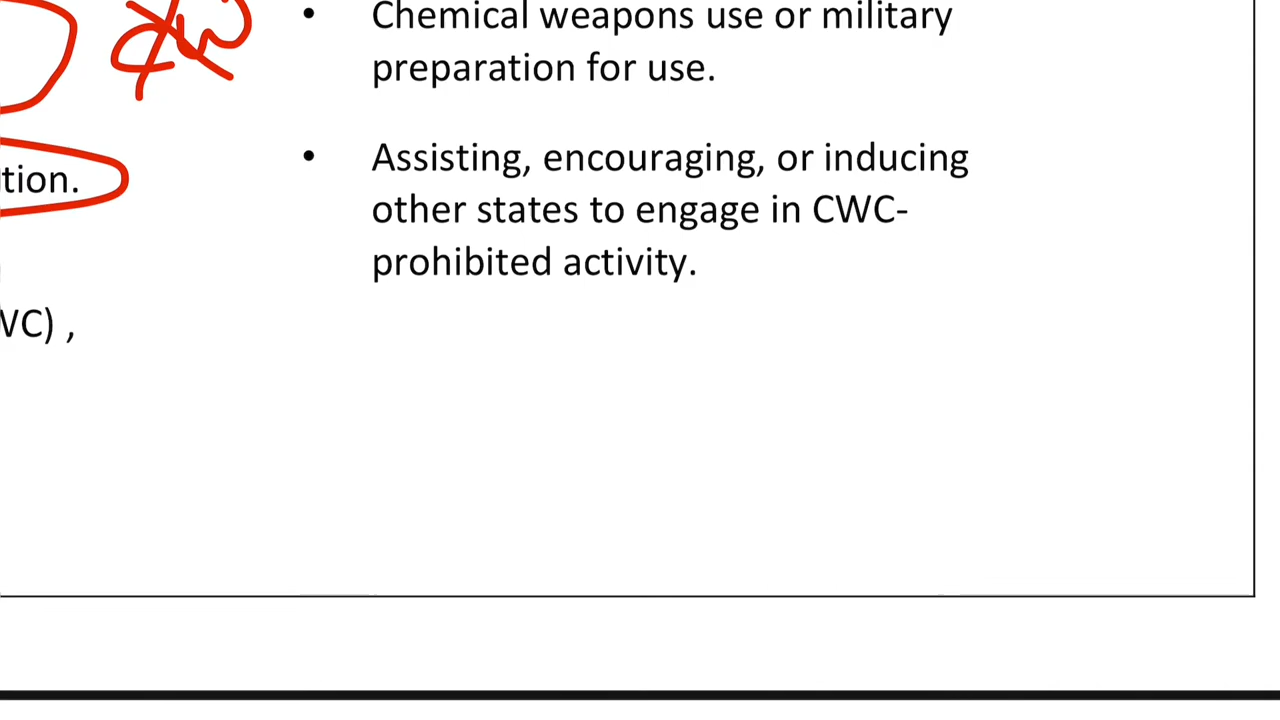 • Chemical weapons use or military
preparation for use.
tion.
• Assisting, encouraging, or inducing
other states to engage in CWC-
prohibited activity.
WC) ,